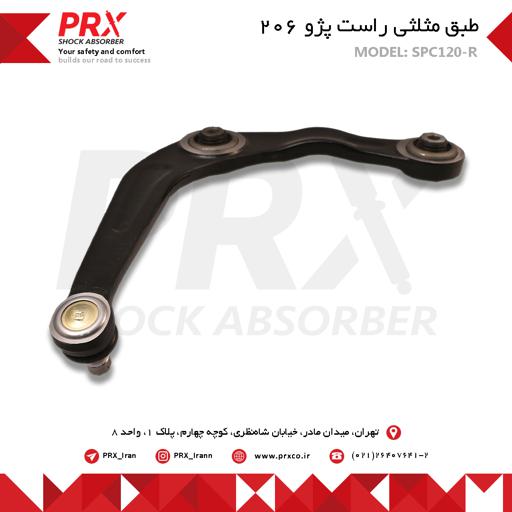 PRX
SHOCK ABSORBER
Your safety and comfort
builds our road to success
طبق مثلثی راست پژو ۲۰۶
MODEL: SPC120-R
PRX
SHOCK ABSORBER
تهران، میدان مادر، خیابان شاه‌نظری، کوچه چهارم، پلاک ۱، واحد ۸
PRX_Iran
PRX_Irann
www.prxco.ir
(۰۲۱)۲۶۴۰۷۶۴۱-۲